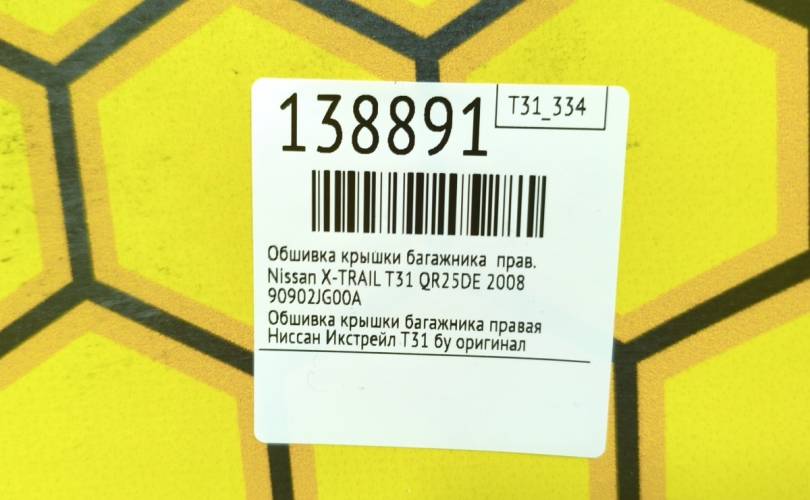 138891
T31_334
Обшивка крышки багажника прав.
Nissan X-TRAIL T31 QR25DE 2008
90902JG00A
Обшивка крышки багажника правая
Ниссан Икстрейл Т31 бу оригинал